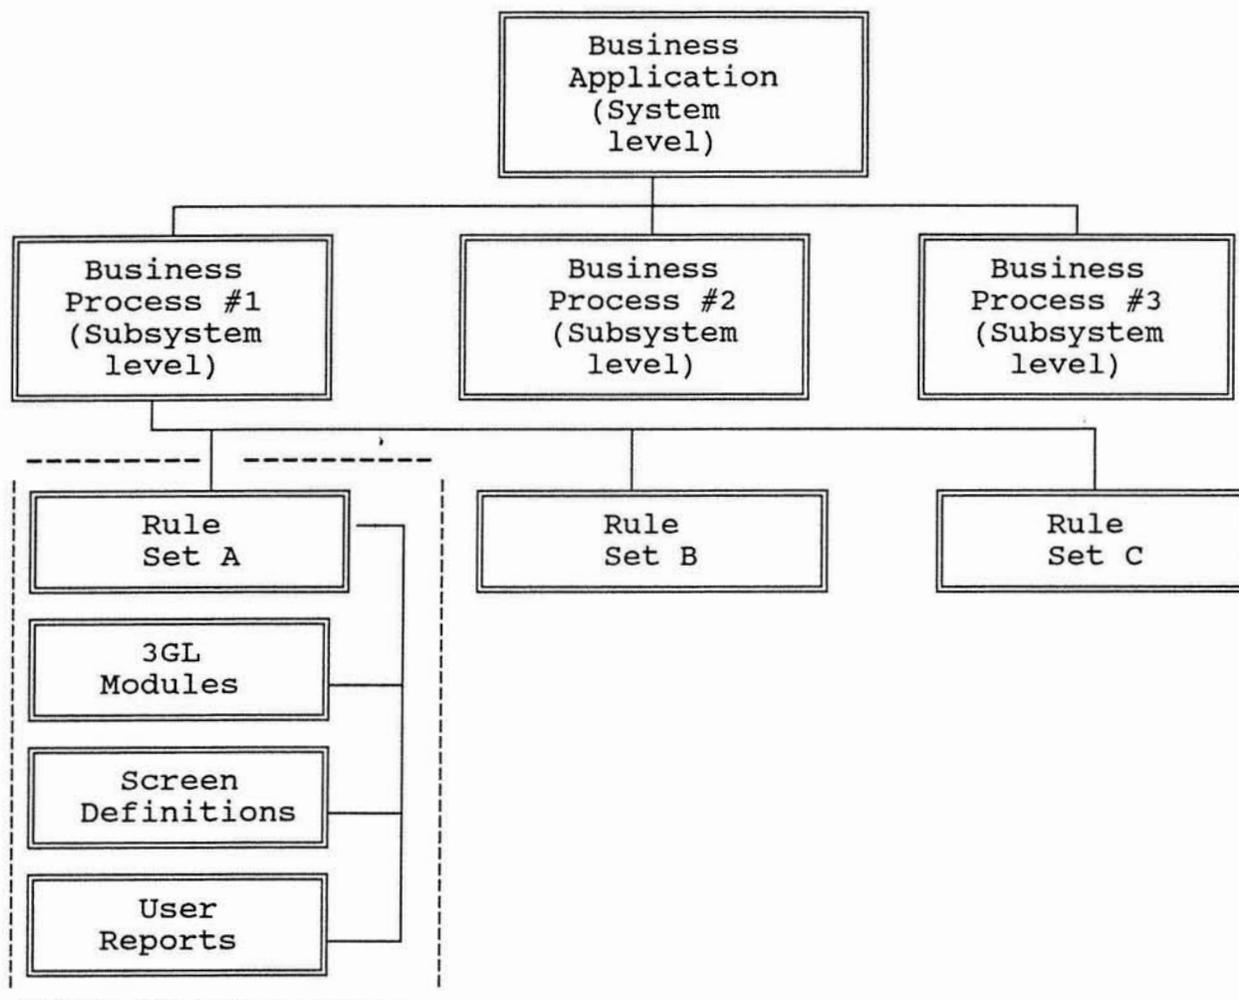 Business
Application
(System
level)
Business
Process #1
(Subsystem
level)
Business
Process #2
(Subsystem
level)
Business
Process #3
(Subsystem
level)
Rule
Set A
Rule
Set B
Rule
Set C
3GL
Modules
Screen
Definitions
User
Reports